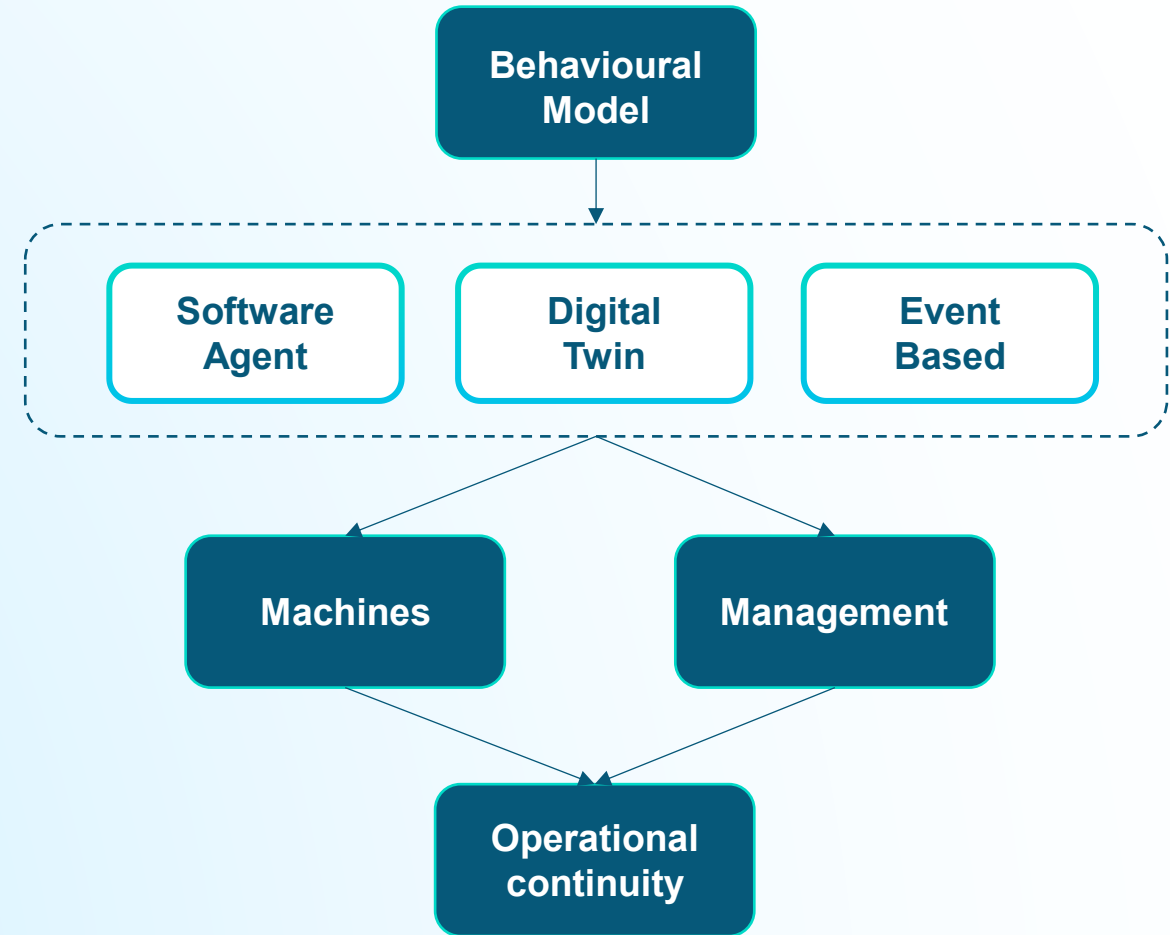 Behavioural
Model
Software
Agent
Digital
Twin
Event
Based
Machines
Management
Operational
continuity